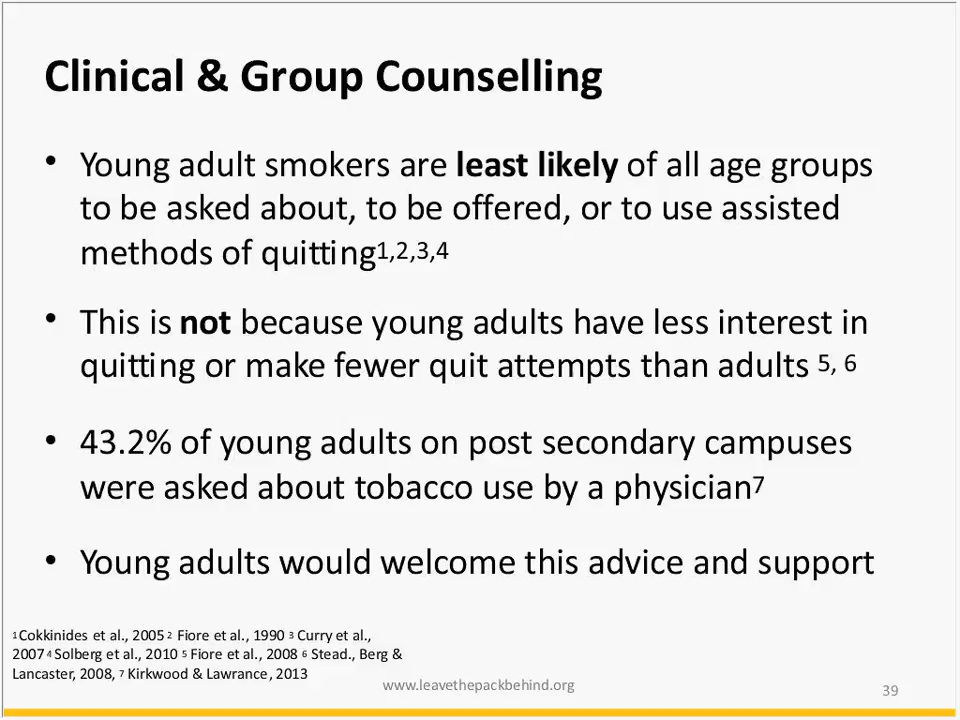 Clinical & Group Counselling
• Young adult smokers are least likely of all age groups
to be asked about, to be offered, or to use assisted
methods of quitting1,2,3,4
• This is not because young adults have less interest in
quitting or make fewer quit attempts than adults 5, 6
• 43.2% of young adults on post secondary campuses
were asked about tobacco use by a physician7
• Young adults would welcome this advice and support
1 Cokkinides et al., 2005 2 Fiore et al., 1990 3 Curry et al.,
2007 4 Solberg et al., 2010 5 Fiore et al., 2008 6 Stead., Berg &
Lancaster, 2008, 7 Kirkwood & Lawrance, 2013
www.leavethepackbehind.org
39